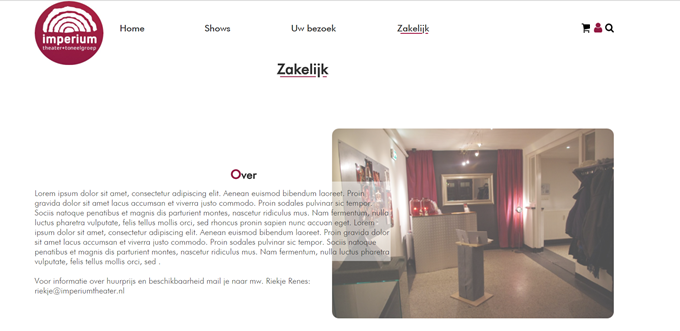 imperium
theater•toneelgroep
Home
Shows
Uw bezoek
Zakelijk
Zakelijk
Over
Lorem ipsum dolor sit amet, consectetur adipiscing elit. Aenean euismod bibendum laoreet. Proin
gravida dolor sit amet lacus accumsan et viverra justo commodo. Proin sodales pulvinar sic tempor.
Sociis natoque penatibus et magnis dis parturient montes, nascetur ridiculus mus. Nam fermentum, nulla
luctus pharetra vulputate, felis tellus mollis orci, sed rhoncus pronin sapien nunc accuan eget. Lorem
ipsum dolor sit amet, consectetur adipiscing elit. Aenean euismod bibendum laoreet. Proin gravida dolor
sit amet lacus accumsan et viverra justo commodo. Proin sodales pulvinar sic tempor. Sociis natoque
penatibus et magnis dis parturient montes, nascetur ridiculus mus. Nam fermentum, nulla luctus pharetra
vulputate, felis tellus mollis orci, sed .
Voor informatie over huurprijs en beschikbaarheid mail je naar mw. Riekje Renes:
riekje@imperiumtheater.nl